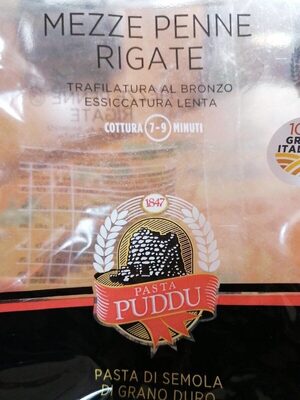 MEZZE PENNE
RIGATE
TRAFILATURA AL BRONZO
ESSICCATURA LENTA
COTTURA 7-9 MINUTI
1847
PASTA
PUDDU
PASTA DI SEMOLA
DI GRANO DURO